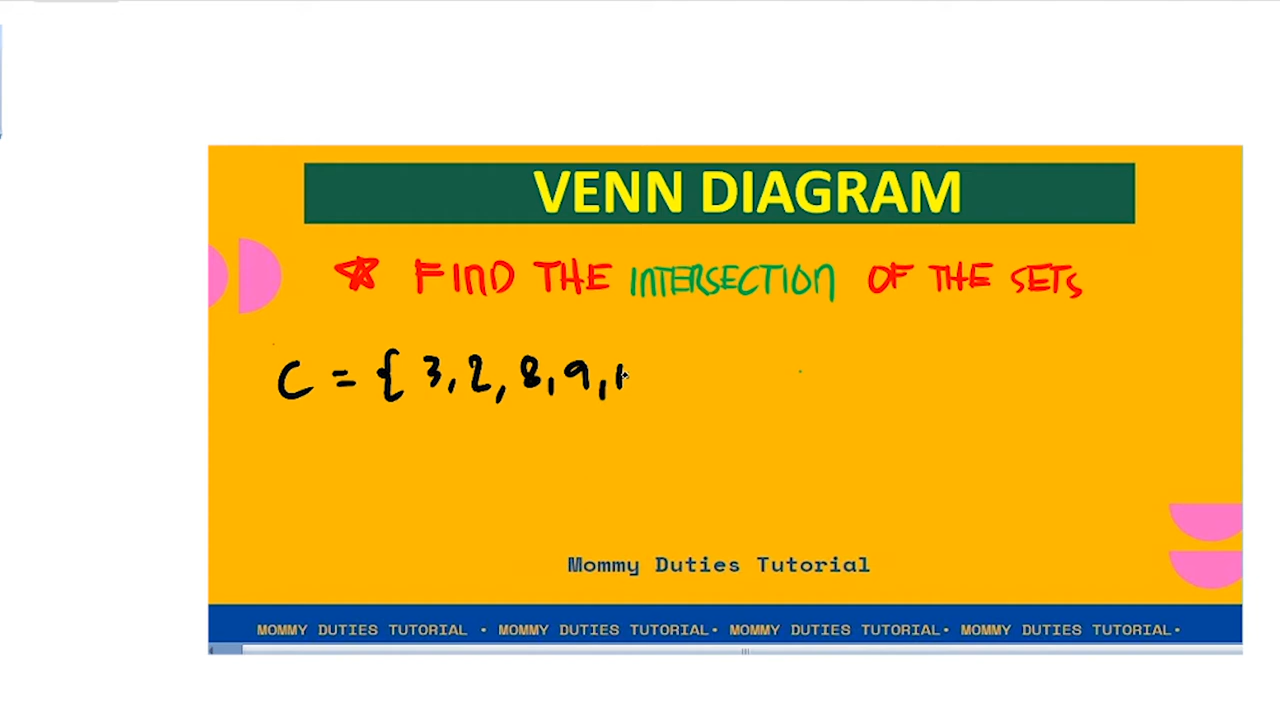 VENN DIAGRAM
☆ FIND THE INTERSECTION OF THE SETS
C = { 3, 2, 8, 9, 1
Mommy Duties Tutorial
MOMMY DUTIES TUTORIAL • MOMMY DUTIES TUTORIAL• MOMMY DUTIES TUTORIAL• MOMMY DUTIES TUTORIAL•